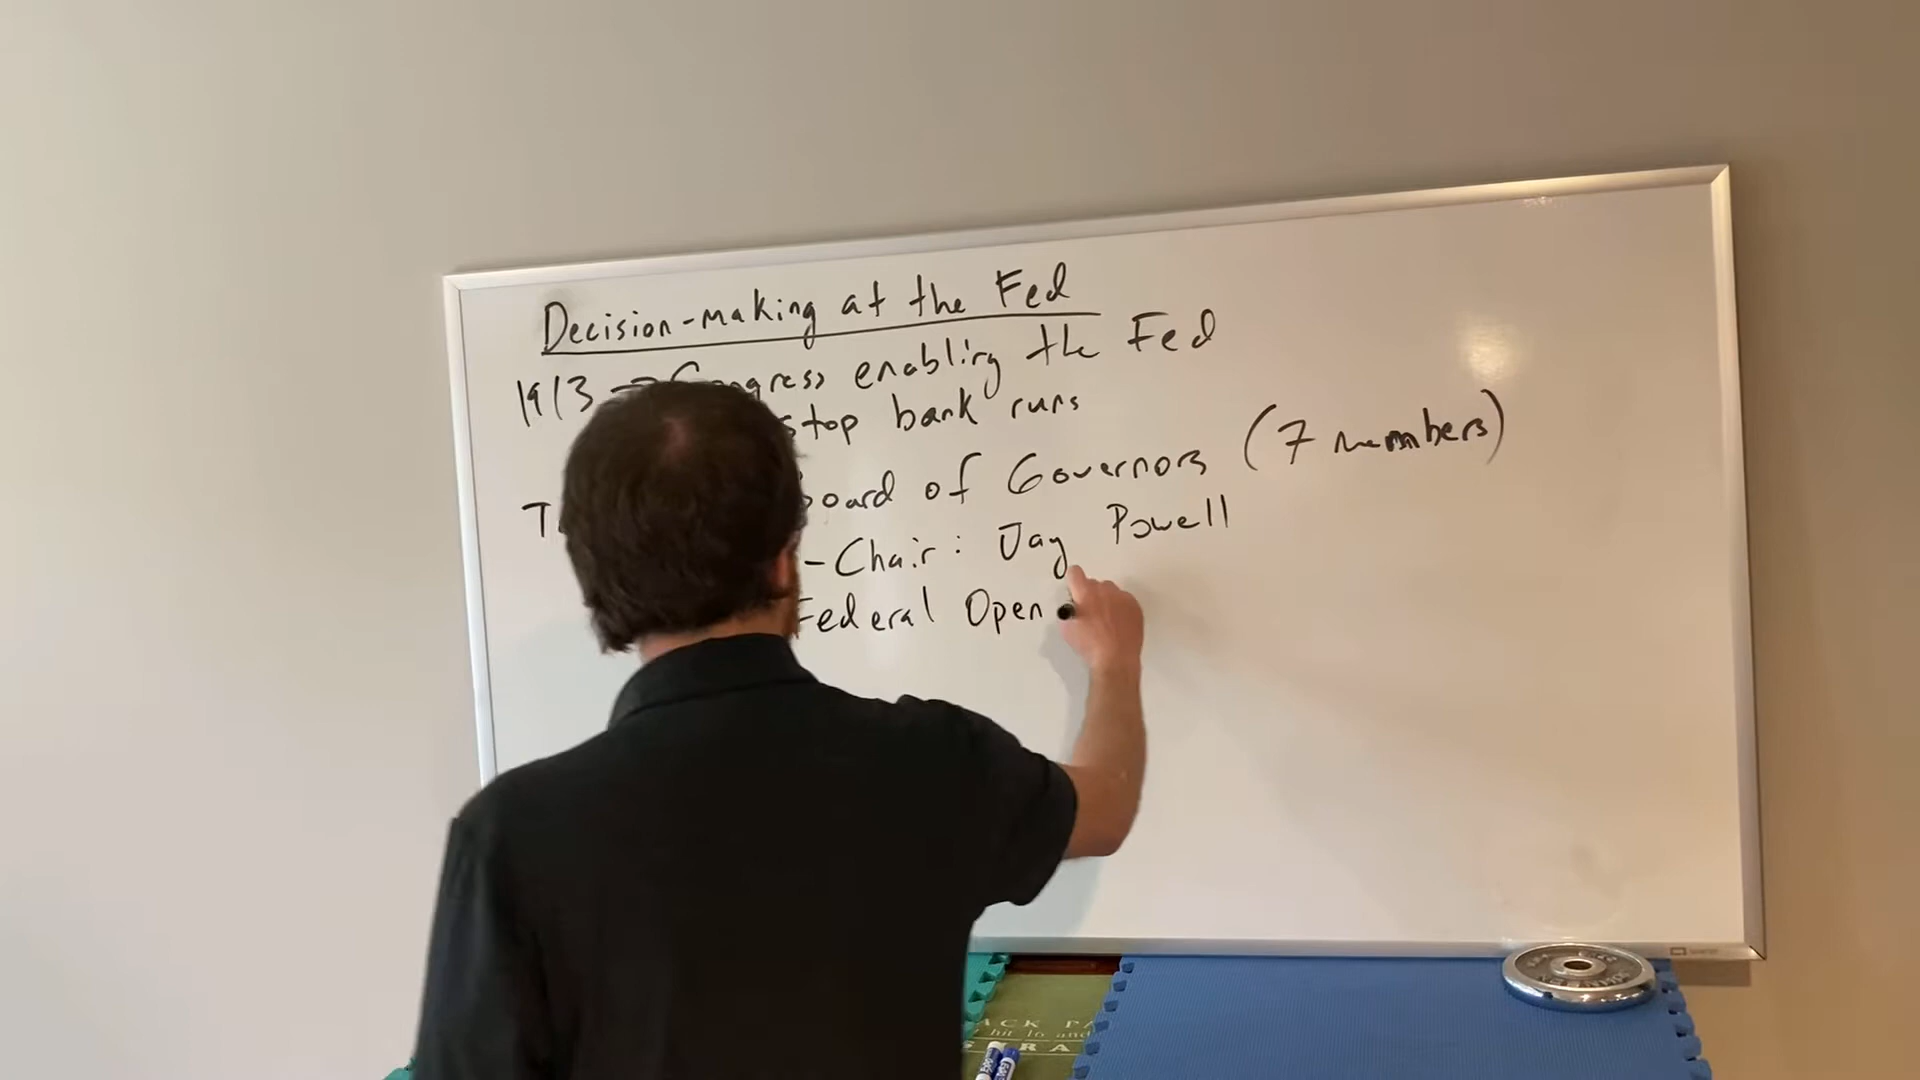 Decision-making at the Fed
1913 → Congress enabling the Fed
stop bank runs
Board of Governors (7 members)
-Chair: Jay Powell
Federal Open